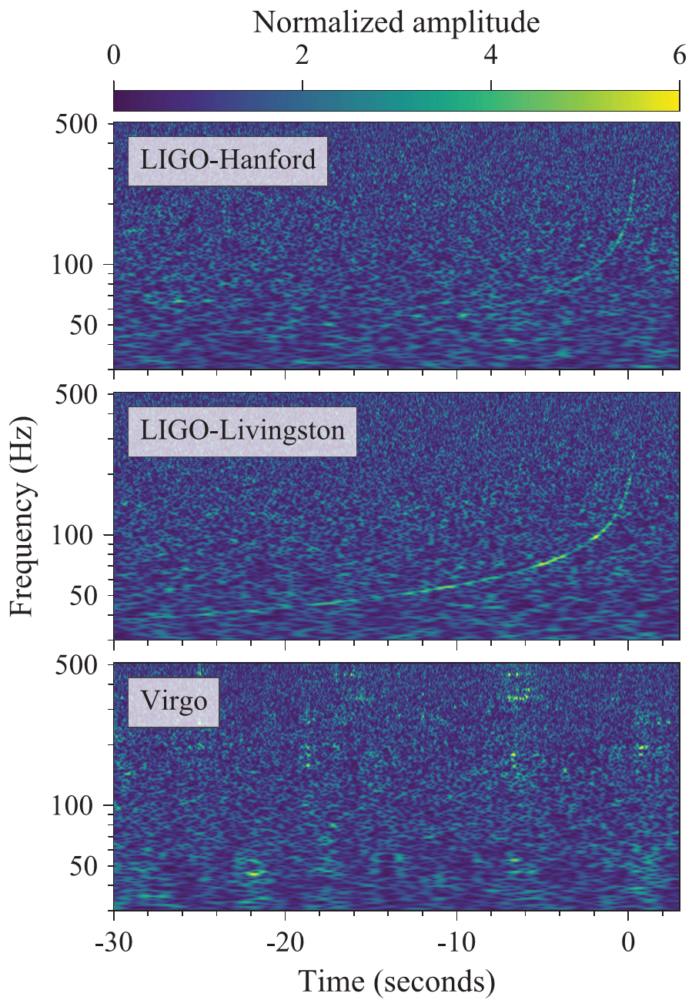 Normalized amplitude
0 2 4 6
500
LIGO-Hanford
100
50
500
LIGO-Livingston
100
50
Frequency (Hz)
500
Virgo
100
50
-30 -20 -10 0
Time (seconds)